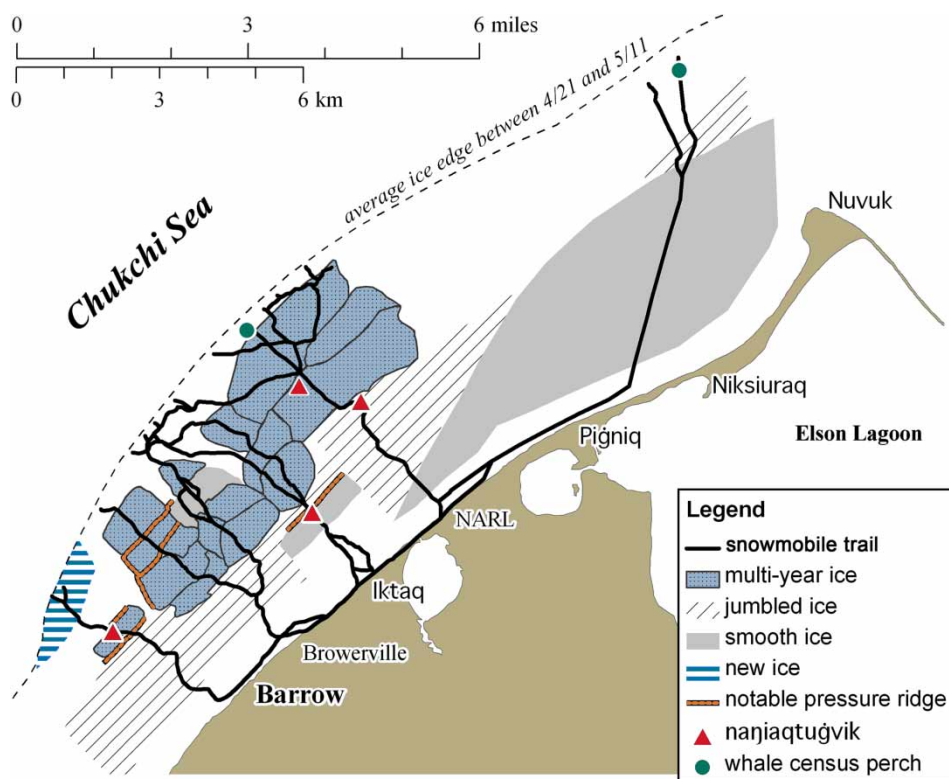 0 3 6 miles
0 3 6 km
average ice edge between 4/21 and 5/11
Chukchi Sea
Nuvuk
Niksiuraq
Piġniq
Elson Lagoon
NARL
Iktaq
Browerville
Barrow
Legend
snowmobile trail
multi-year ice
jumbled ice
smooth ice
new ice
notable pressure ridge
naŋiaqtuġvik
whale census perch